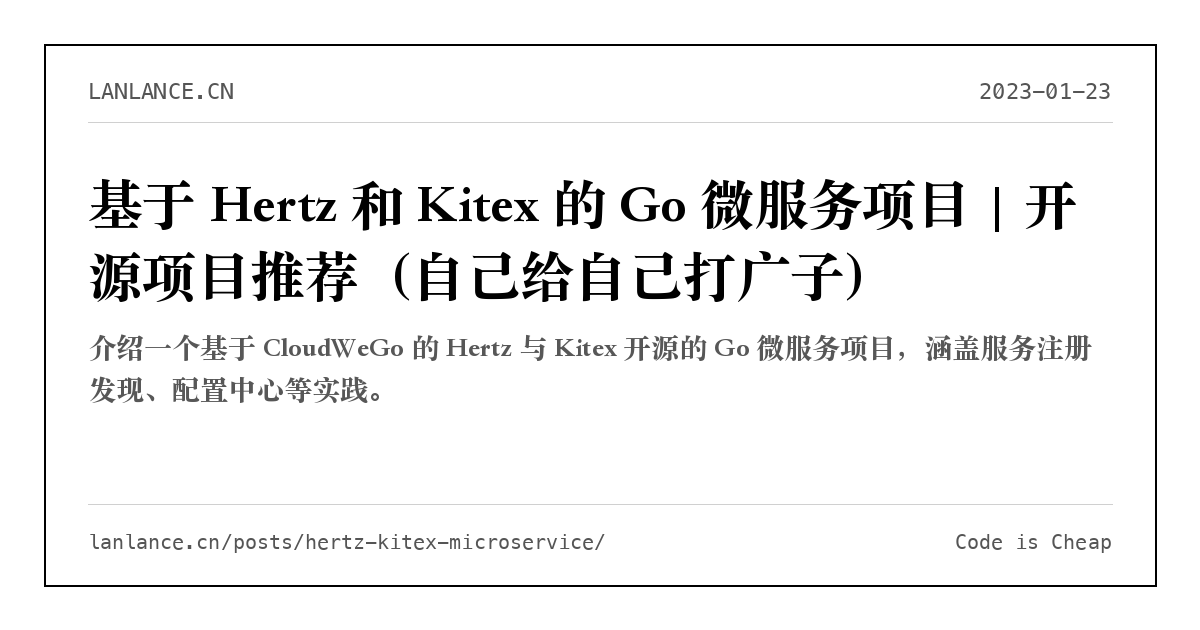 LANLANCE.CN
2023-01-23
基于 Hertz 和 Kitex 的 Go 微服务项目 | 开
源项目推荐（自己给自己打广子）
介绍一个基于 CloudWeGo 的 Hertz 与 Kitex 开源的 Go 微服务项目，涵盖服务注册
发现、配置中心等实践。
lanlance.cn/posts/hertz-kitex-microservice/
Code is Cheap